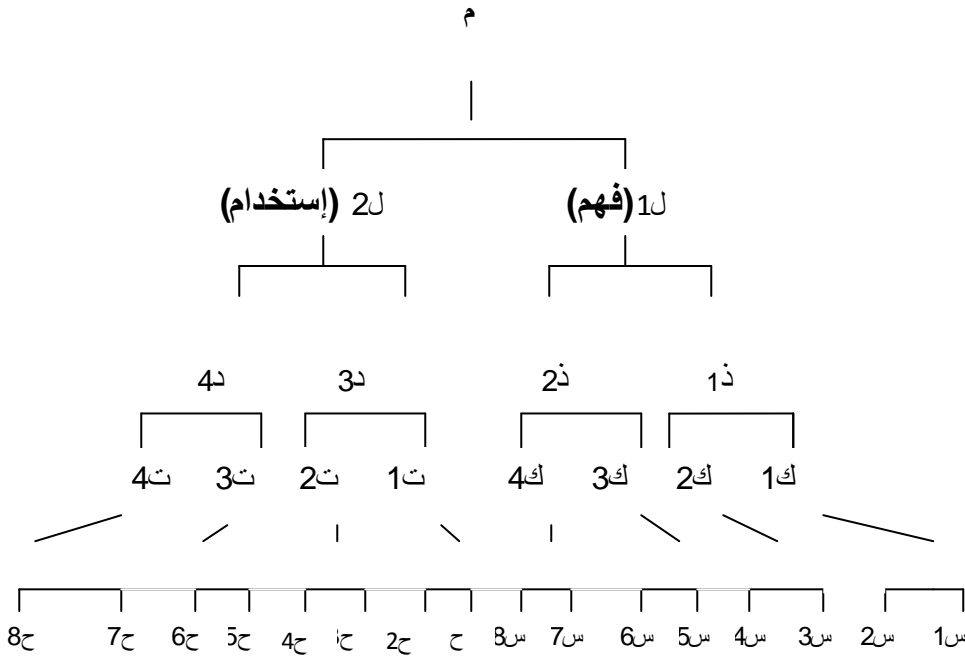 م
ل1(فهم) ل2 (إستخدام)
ذ1 ذ2 د3 د4
ك1 ك2 ك3 ك4 ت1 ت2 ت3 ت4
س1 س2 س3 س4 س5 س6 س7 س8 ح ح2 ح4 ح5 ح6 ح7 ح8